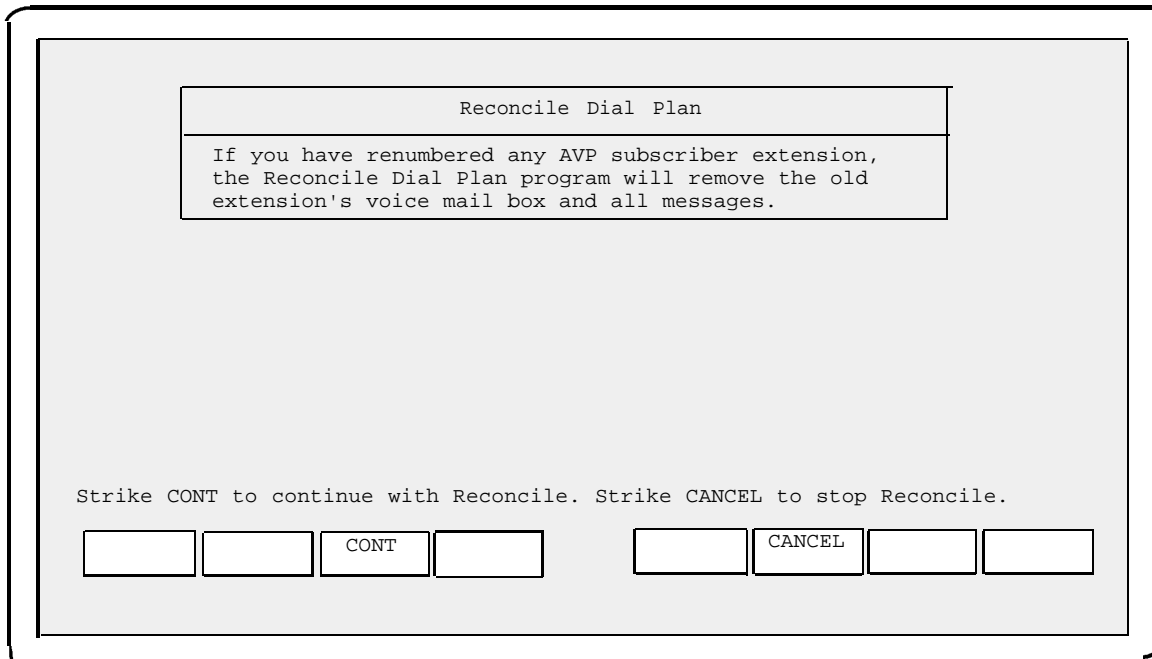 Reconcile Dial Plan
If you have renumbered any AVP subscriber extension,
the Reconcile Dial Plan program will remove the old
extension's voice mail box and all messages.
Strike CONT to continue with Reconcile. Strike CANCEL to stop Reconcile.
CONT CANCEL